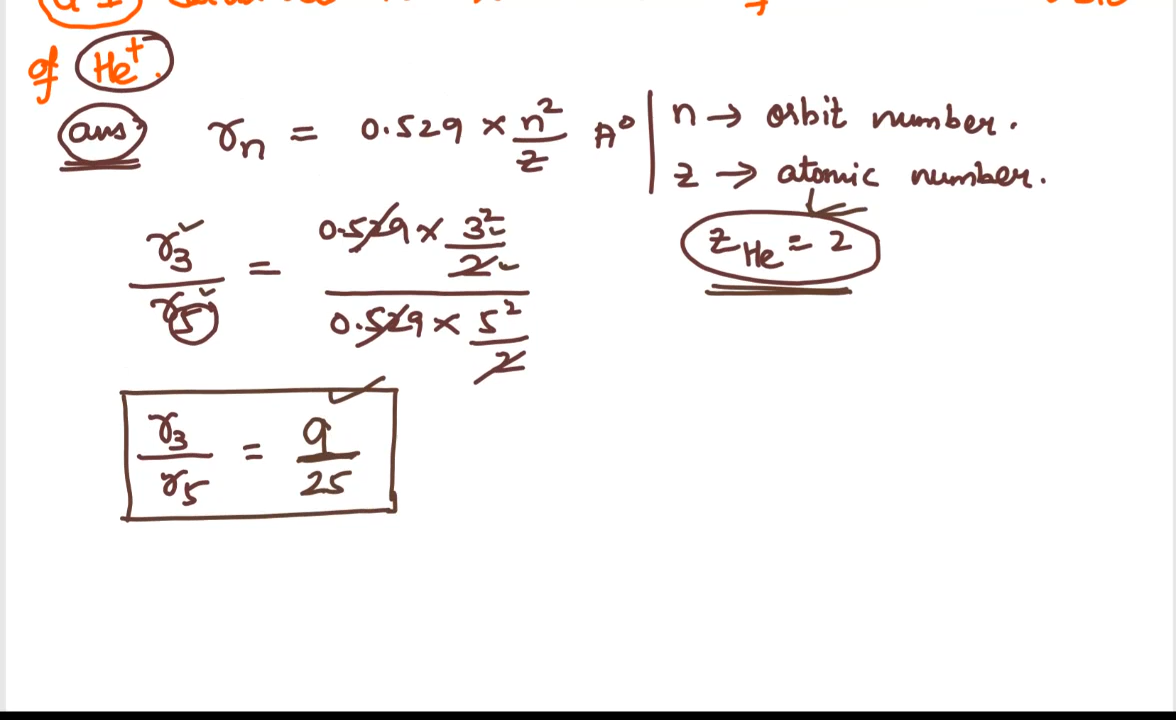 of He⁺.
ans rn = 0.529 × n²/z A° | n → orbit number.
z → atomic number.
zHe = 2
r3/r5 = (0.529 × 3²/2)/(0.529 × 5²/2)
r3/r5 = 9/25